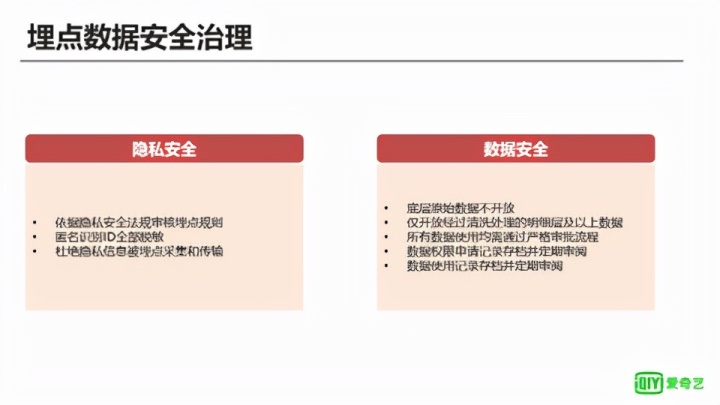 埋点数据安全治理
隐私安全
• 依据隐私安全法规审核埋点规则
• 匿名识别ID全部脱敏
• 杜绝隐私信息被埋点采集和传输
数据安全
• 底层原始数据不开放
• 仅开放经过清洗处理的明细层及以上数据
• 所有数据使用均需通过严格审批流程
• 数据权限申请记录存档并定期审阅
• 数据使用记录存档并定期审阅
QIY 爱奇艺